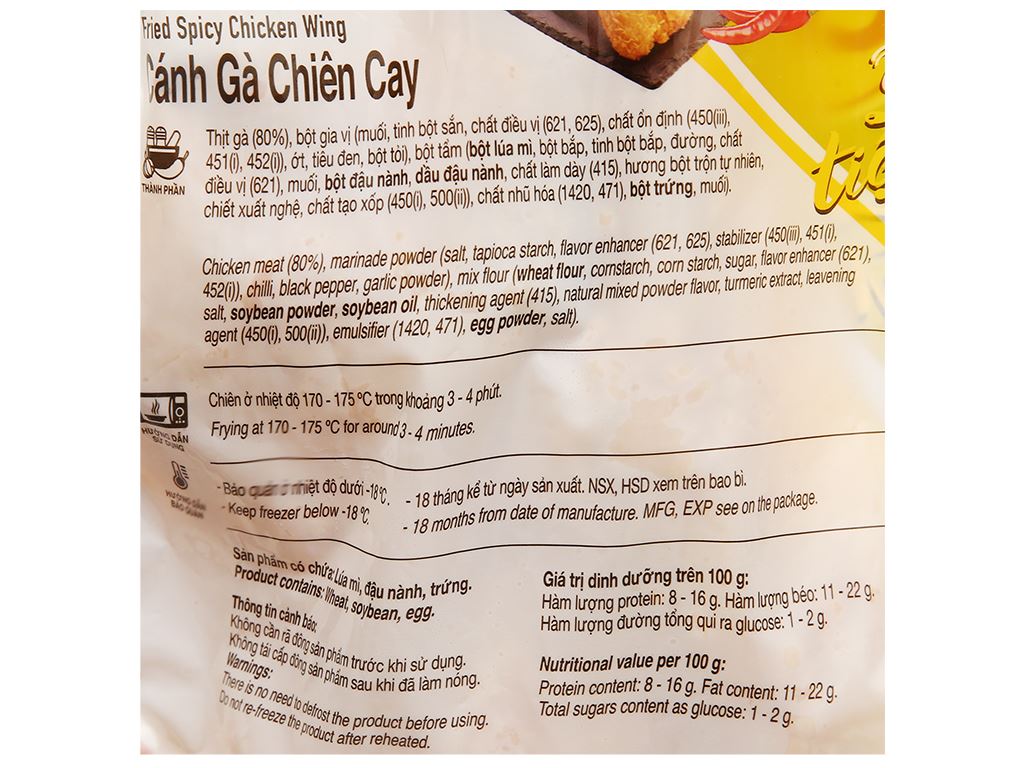 Fried Spicy Chicken Wing
Cánh Gà Chiên Cay
THÀNH PHẦN
Thịt gà (80%), bột gia vị (muối, tinh bột sắn, chất điều vị (621, 625), chất ổn định (450(iii),
451(i), 452(i)), ớt, tiêu đen, bột tỏi), bột tẩm (bột lúa mì, bột bắp, tinh bột bắp, đường, chất
điều vị (621), muối, bột đậu nành, dầu đậu nành, chất làm dày (415), hương bột trộn tự nhiên,
chiết xuất nghệ, chất tạo xốp (450(i), 500(ii)), chất nhũ hóa (1420, 471), bột trứng, muối).
Chicken meat (80%), marinade powder (salt, tapioca starch, flavor enhancer (621, 625), stabilizer (450(iii), 451(i),
452(i)), chilli, black pepper, garlic powder), mix flour (wheat flour, cornstarch, corn starch, sugar, flavor enhancer (621),
salt, soybean powder, soybean oil, thickening agent (415), natural mixed powder flavor, turmeric extract, leavening
agent (450(i), 500(ii)), emulsifier (1420, 471), egg powder, salt).
HƯỚNG DẪN
SỬ DỤNG
Chiên ở nhiệt độ 170 - 175 ºC trong khoảng 3 - 4 phút.
Frying at 170 - 175 ºC for around 3 - 4 minutes.
HƯỚNG DẪN
BẢO QUẢN
- Bảo quản ở nhiệt độ dưới -18ºC.
- Keep freezer below -18 ºC.
- 18 tháng kể từ ngày sản xuất. NSX, HSD xem trên bao bì.
- 18 months from date of manufacture. MFG, EXP see on the package.
Sản phẩm có chứa: Lúa mì, đậu nành, trứng.
Product contains: Wheat, soybean, egg.
Thông tin cảnh báo:
Không cần rã đông sản phẩm trước khi sử dụng.
Không tái cấp đông sản phẩm sau khi đã làm nóng.
Warnings:
There is no need to defrost the product before using.
Do not re-freeze the product after reheated.
Giá trị dinh dưỡng trên 100 g:
Hàm lượng protein: 8 - 16 g. Hàm lượng béo: 11 - 22 g.
Hàm lượng đường tổng qui ra glucose: 1 - 2 g.
Nutritional value per 100 g:
Protein content: 8 - 16 g. Fat content: 11 - 22 g.
Total sugars content as glucose: 1 - 2 g.